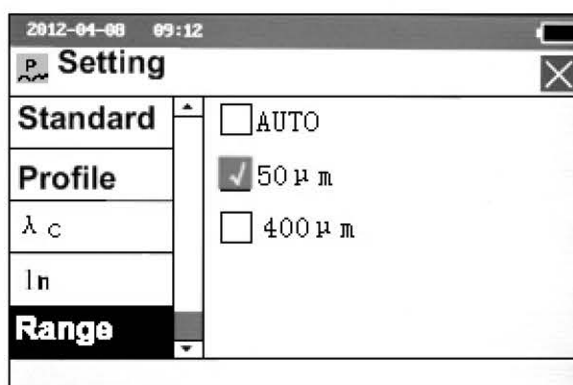 2012-04-08 09:12
P Setting
Standard
Profile
λc
ln
Range
AUTO
50μm
400μm